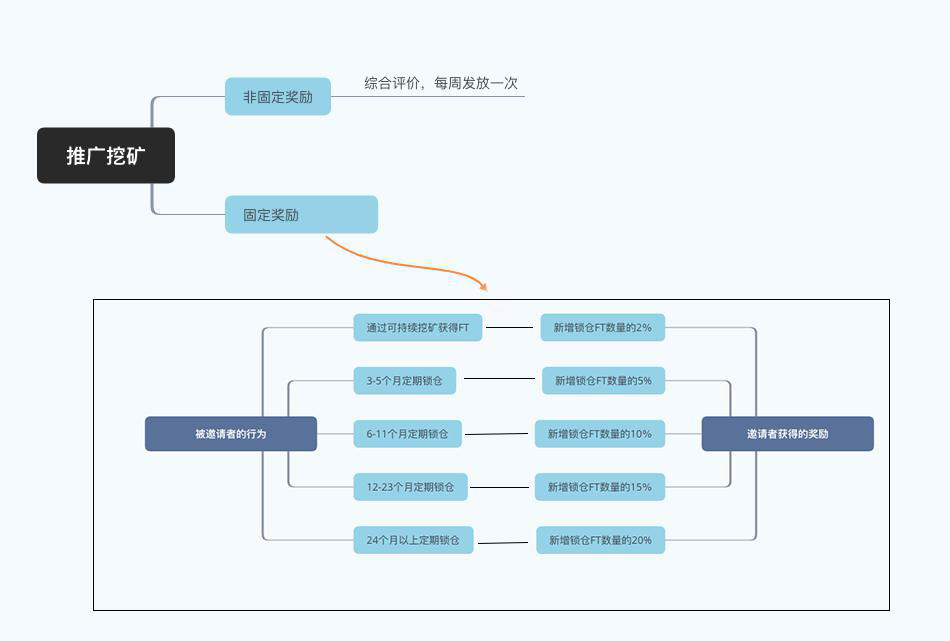 综合评价，每周发放一次
非固定奖励
推广挖矿
固定奖励
通过可持续挖矿获得FT
新增锁仓FT数量的2%
3-5个月定期锁仓
新增锁仓FT数量的5%
被邀请者的行为
6-11个月定期锁仓
新增锁仓FT数量的10%
邀请者获得的奖励
12-23个月定期锁仓
新增锁仓FT数量的15%
24个月以上定期锁仓
新增锁仓FT数量的20%